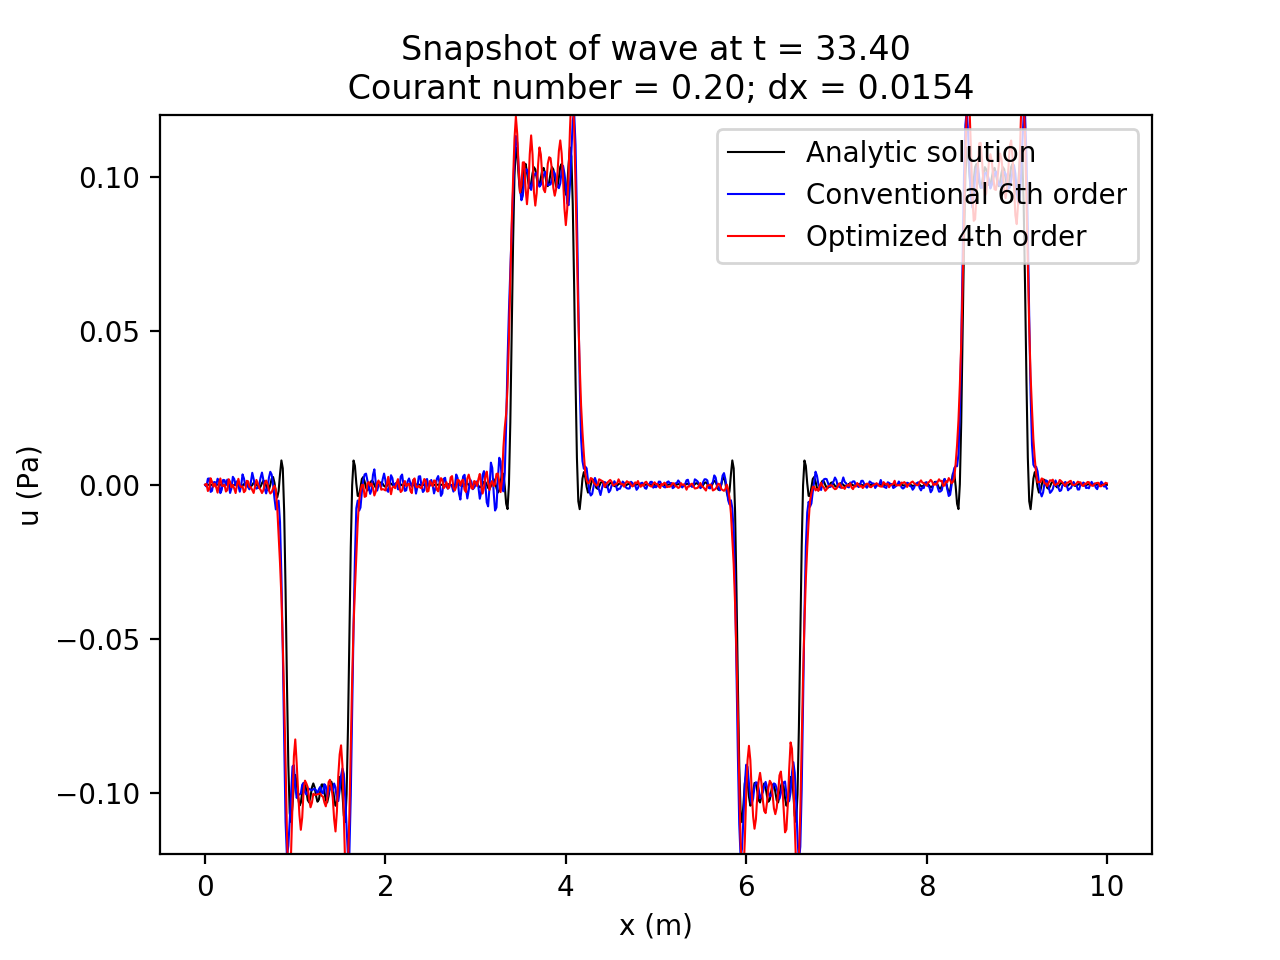 Snapshot of wave at t = 33.40
Courant number = 0.20; dx = 0.0154
Analytic solution
Conventional 6th order
Optimized 4th order
0.10
0.05
0.00
−0.05
−0.10
u (Pa)
0 2 4 6 8 10
x (m)